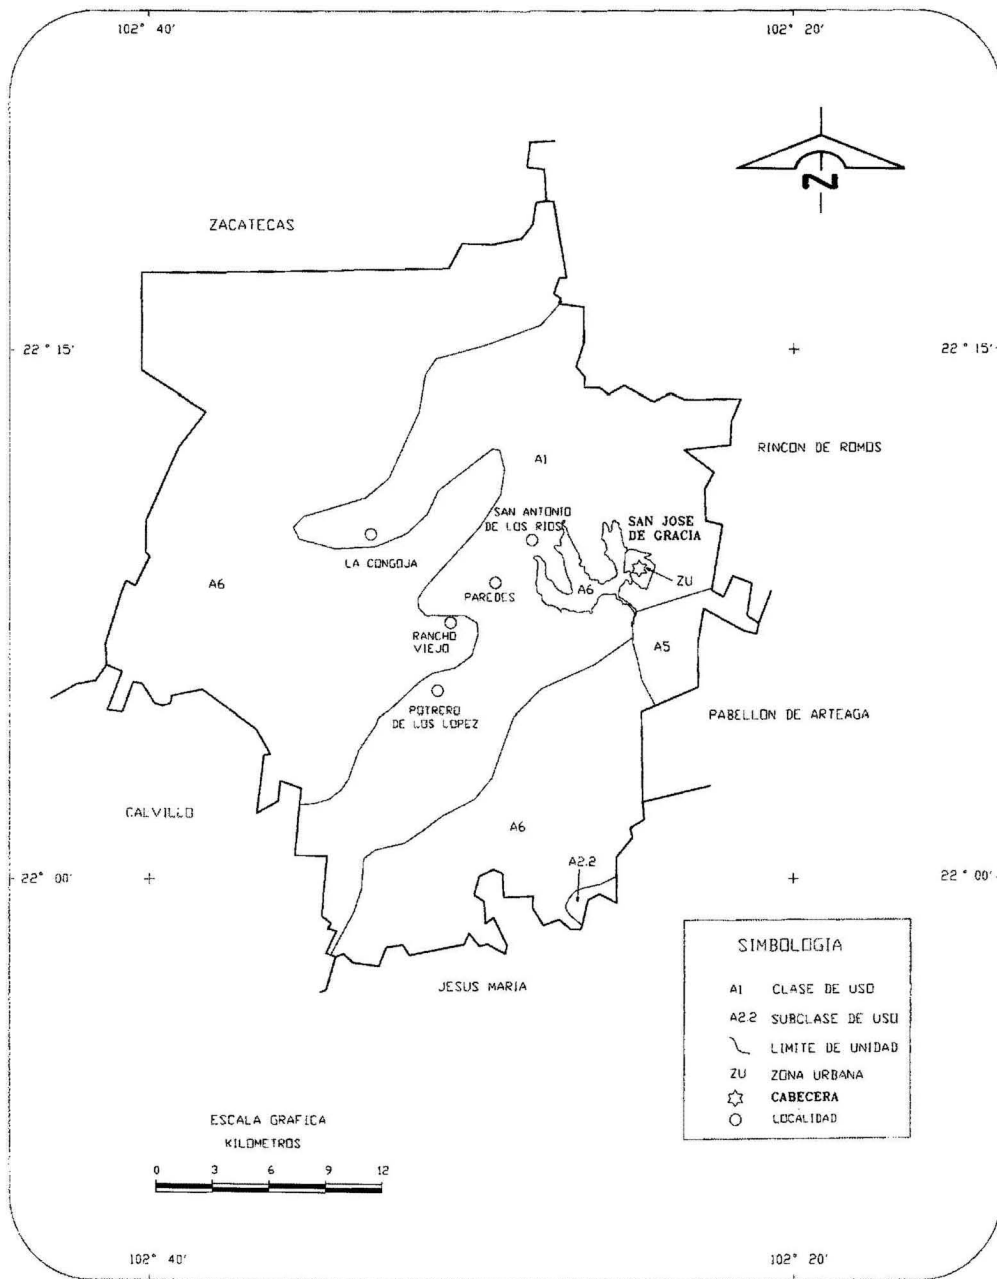 102° 40'
102° 20'
N
ZACATECAS
22° 15'
22° 15'
RINCON DE ROMOS
A1
SAN ANTONIO
DE LOS RIOS
SAN JOSE
DE GRACIA
LA CONGOJA
A6
PAREDES
A6
ZU
RANCHO
VIEJO
A5
POTRERO
DE LOS LOPEZ
PABELLON DE ARTEAGA
CALVILLO
A6
A2.2
22° 00'
22° 00'
JESUS MARIA
SIMBOLOGIA
A1 CLASE DE USO
A2.2 SUBCLASE DE USO
LIMITE DE UNIDAD
ZU ZONA URBANA
CABECERA
LOCALIDAD
ESCALA GRAFICA
KILOMETROS
0 3 6 9 12
102° 40'
102° 20'